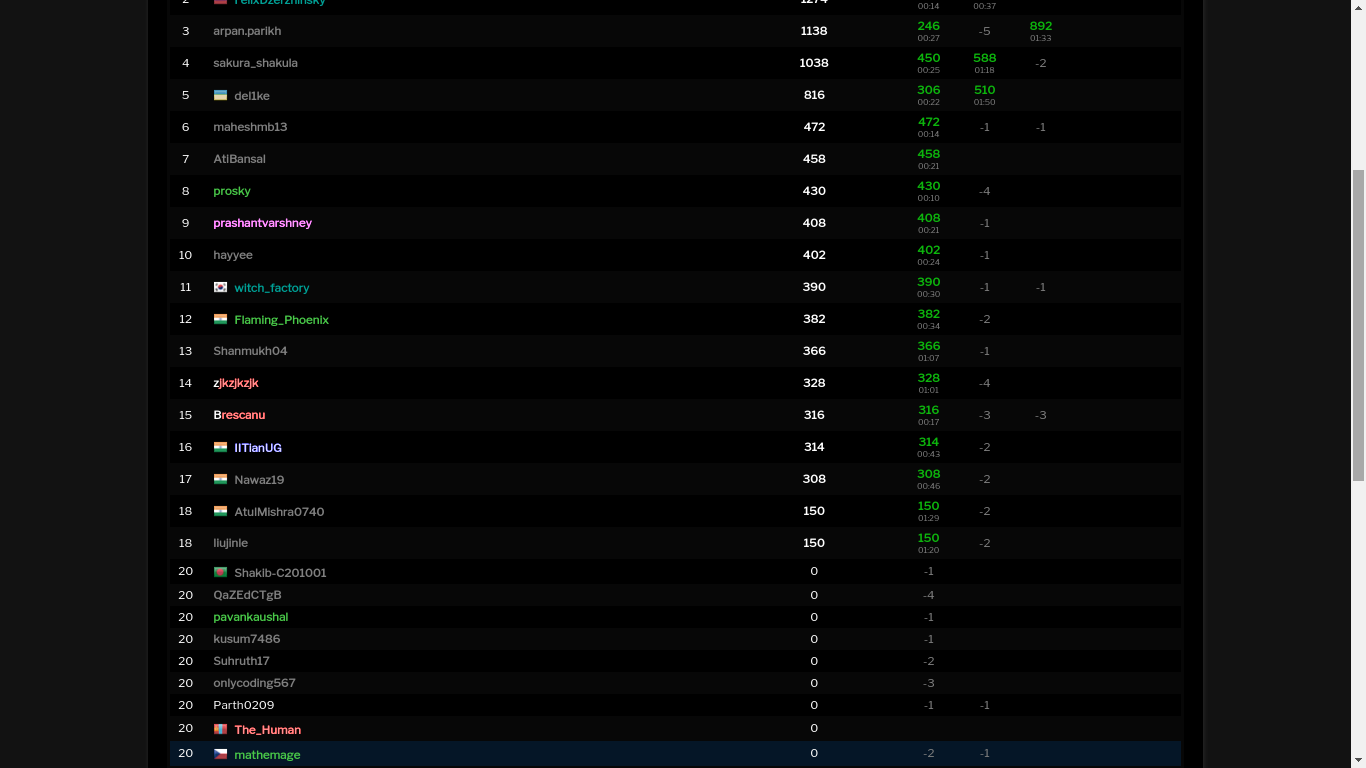 2 FelixDzerzhinsky 1274 00:14 00:37
3 arpan.parikh 1138 246 00:27 -5 892 01:33
4 sakura_shakula 1038 450 00:25 588 01:18 -2
5 del1ke 816 306 00:22 510 01:50
6 maheshmb13 472 472 00:14 -1 -1
7 AtiBansal 458 458 00:21
8 prosky 430 430 00:10 -4
9 prashantvarshney 408 408 00:21 -1
10 hayyee 402 402 00:24 -1
11 witch_factory 390 390 00:30 -1 -1
12 Flaming_Phoenix 382 382 00:34 -2
13 Shanmukh04 366 366 01:07 -1
14 zjkzjkzjk 328 328 01:01 -4
15 Brescanu 316 316 00:17 -3 -3
16 IITianUG 314 314 00:43 -2
17 Nawaz19 308 308 00:46 -2
18 AtulMishra0740 150 150 01:29 -2
18 liujinle 150 150 01:20 -2
20 Shakib-C201001 0 -1
20 QaZEdCTgB 0 -4
20 pavankaushal 0 -1
20 kusum7486 0 -1
20 Suhruth17 0 -2
20 onlycoding567 0 -3
20 Parth0209 0 -1 -1
20 The_Human 0
20 mathemage 0 -2 -1